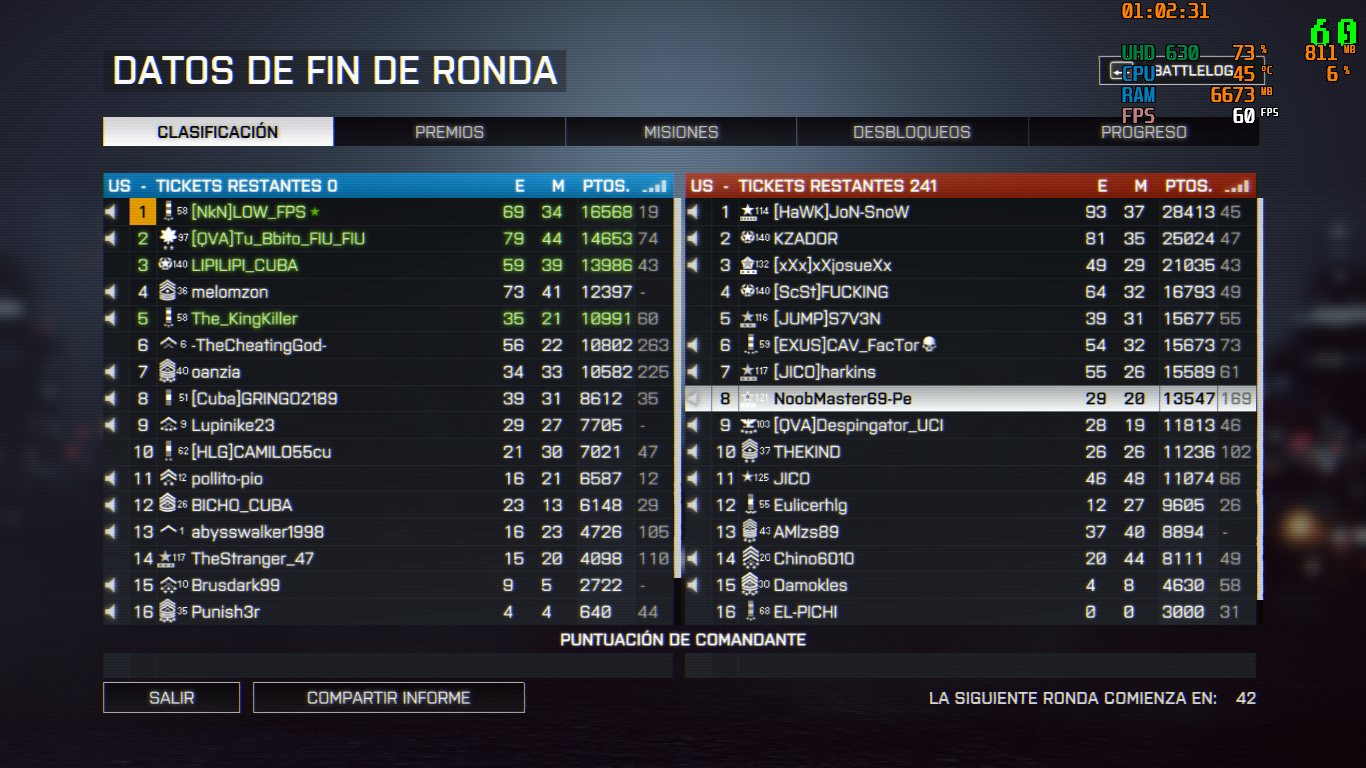 01:02:31
60
UHD 630 73 % 811 MB
CPU 45 °C 6 %
RAM 6673 MB
FPS 60 FPS
DATOS DE FIN DE RONDA
BATTLELOG
CLASIFICACIÓN PREMIOS MISIONES DESBLOQUEOS PROGRESO
US - TICKETS RESTANTES 0 E M PTOS.
1 58 [NkN]LOW_FPS 69 34 16568 19
2 97 [QVA]Tu_Bbito_FIU_FIU 79 44 14653 74
3 140 LIPILIPI_CUBA 59 39 13986 43
4 36 melomzon 73 41 12397 -
5 58 The_KingKiller 35 21 10991 60
6 6 -TheCheatingGod- 56 22 10802 263
7 40 oanzia 34 33 10582 225
8 51 [Cuba]GRINGO2189 39 31 8612 35
9 9 Lupinike23 29 27 7705 -
10 62 [HLG]CAMILO55cu 21 30 7021 47
11 12 pollito-pio 16 21 6587 12
12 26 BICHO_CUBA 23 13 6148 29
13 1 abysswalker1998 16 23 4726 105
14 117 TheStranger_47 15 20 4098 110
15 10 Brusdark99 9 5 2722 -
16 35 Punish3r 4 4 640 44
US - TICKETS RESTANTES 241 E M PTOS.
1 114 [HaWK]JoN-SnoW 93 37 28413 45
2 140 KZADOR 81 35 25024 47
3 132 [xXx]xXjosueXx 49 29 21035 43
4 140 [ScSt]FUCKING 64 32 16793 49
5 116 [JUMP]S7V3N 39 31 15677 55
6 59 [EXUS]CAV_FacTor 54 32 15673 73
7 117 [JICO]harkins 55 26 15589 61
8 121 NoobMaster69-Pe 29 20 13547 169
9 103 [QVA]Despingator_UCI 28 19 11813 46
10 37 THEKIND 26 26 11236 102
11 125 JICO 46 48 11074 66
12 55 Eulicerhlg 12 27 9605 26
13 43 AMlzs89 37 40 8894 -
14 20 Chino6010 20 44 8111 49
15 30 Damokles 4 8 4630 58
16 68 EL-PICHI 0 0 3000 31
PUNTUACIÓN DE COMANDANTE
SALIR COMPARTIR INFORME LA SIGUIENTE RONDA COMIENZA EN: 42